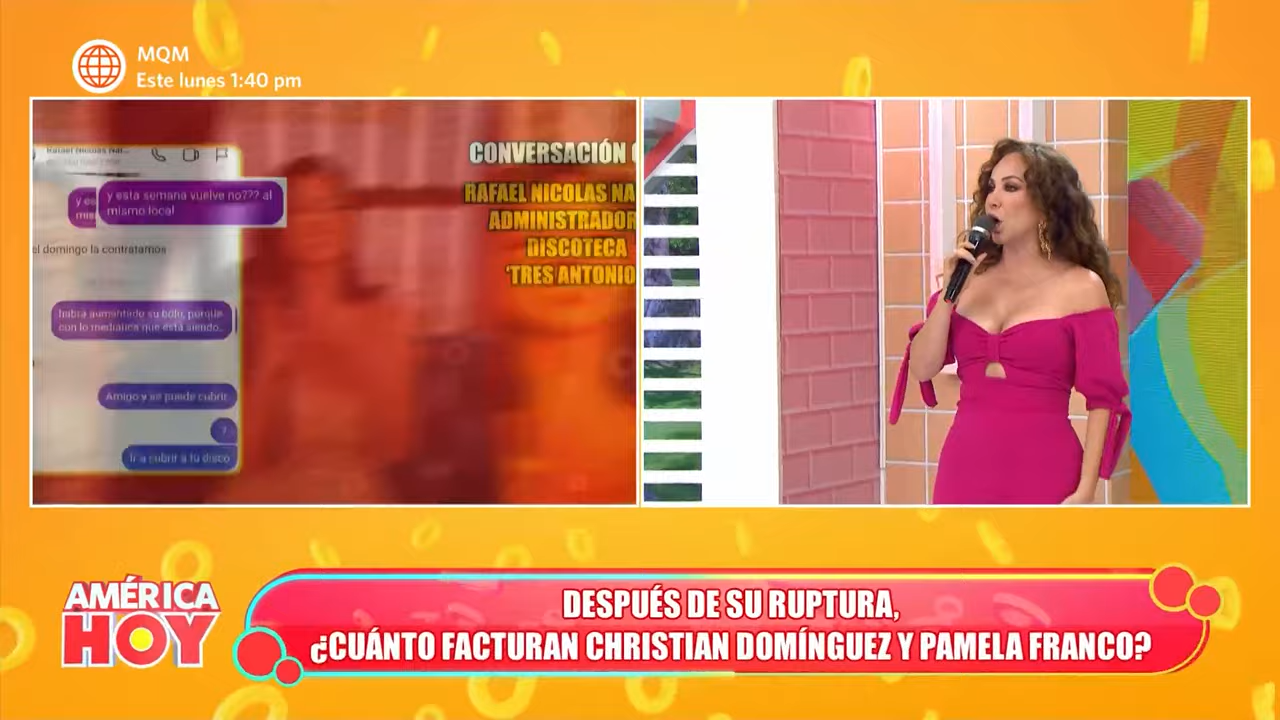 MQM
Este lunes 1:40 pm
y esta semana vuelve no??? al
mismo local
el domingo la contratamos
había aumentado su bolo, porque
con lo mediática que está siendo.
Amigo y se puede cubrir
?
Ir a cubrir a tu disco
CONVERSACIÓN
RAFAEL NICOLAS NA
ADMINISTRADOR
DISCOTECA
'TRES ANTONIO
AMÉRICA
HOY
DESPUÉS DE SU RUPTURA,
¿CUÁNTO FACTURAN CHRISTIAN DOMÍNGUEZ Y PAMELA FRANCO?